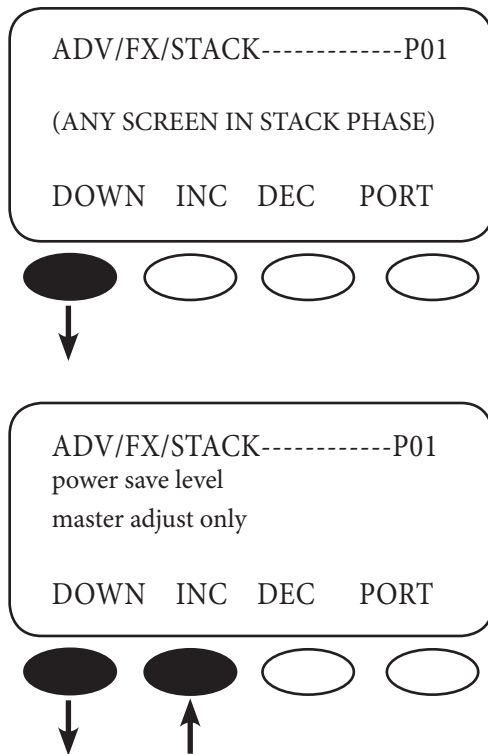 ADV/FX/STACK-------------P01
(ANY SCREEN IN STACK PHASE)
DOWN INC DEC PORT
ADV/FX/STACK------------P01
power save level
master adjust only
DOWN INC DEC PORT